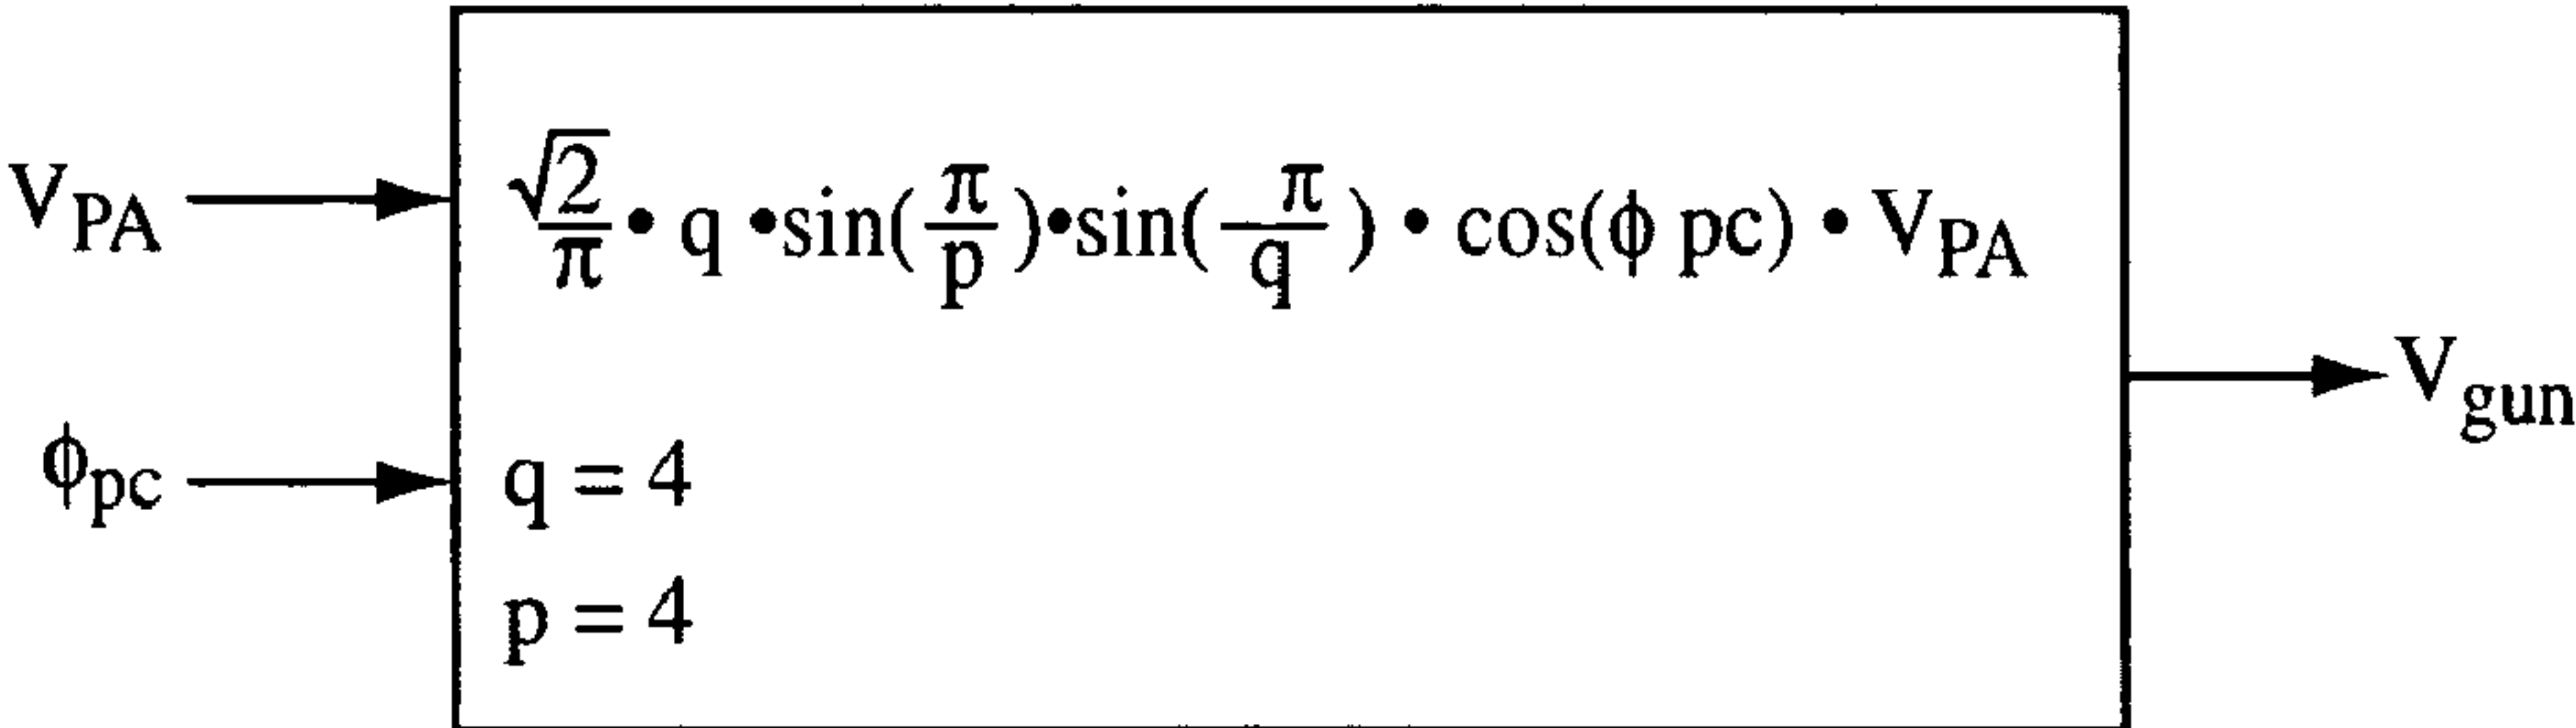 V_PA
√2/π • q • sin(π/p) • sin(π/q) • cos(ϕ pc) • V_PA
V_gun
ϕ_pc
q = 4
p = 4